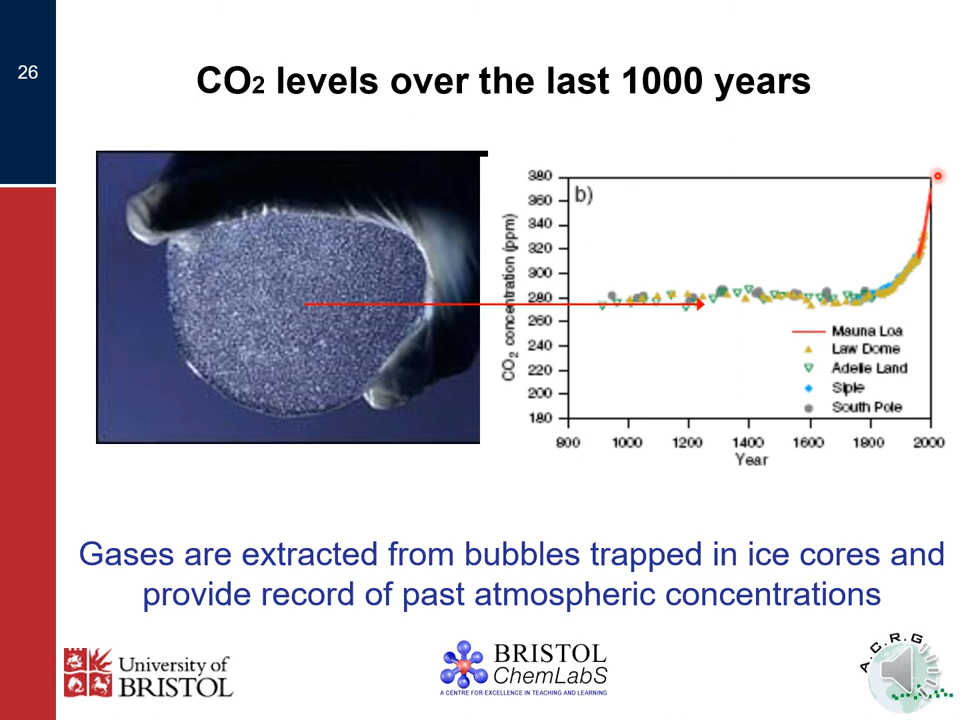 26
CO2 levels over the last 1000 years
b)
CO2 concentration (ppm)
380
360
340
320
300
280
260
240
220
200
180
Mauna Loa
Law Dome
Adelie Land
Siple
South Pole
800 1000 1200 1400 1600 1800 2000
Year
Gases are extracted from bubbles trapped in ice cores and
provide record of past atmospheric concentrations
University of
BRISTOL
BRISTOL
ChemLabS
A CENTRE FOR EXCELLENCE IN TEACHING AND LEARNING
A.C.R.G